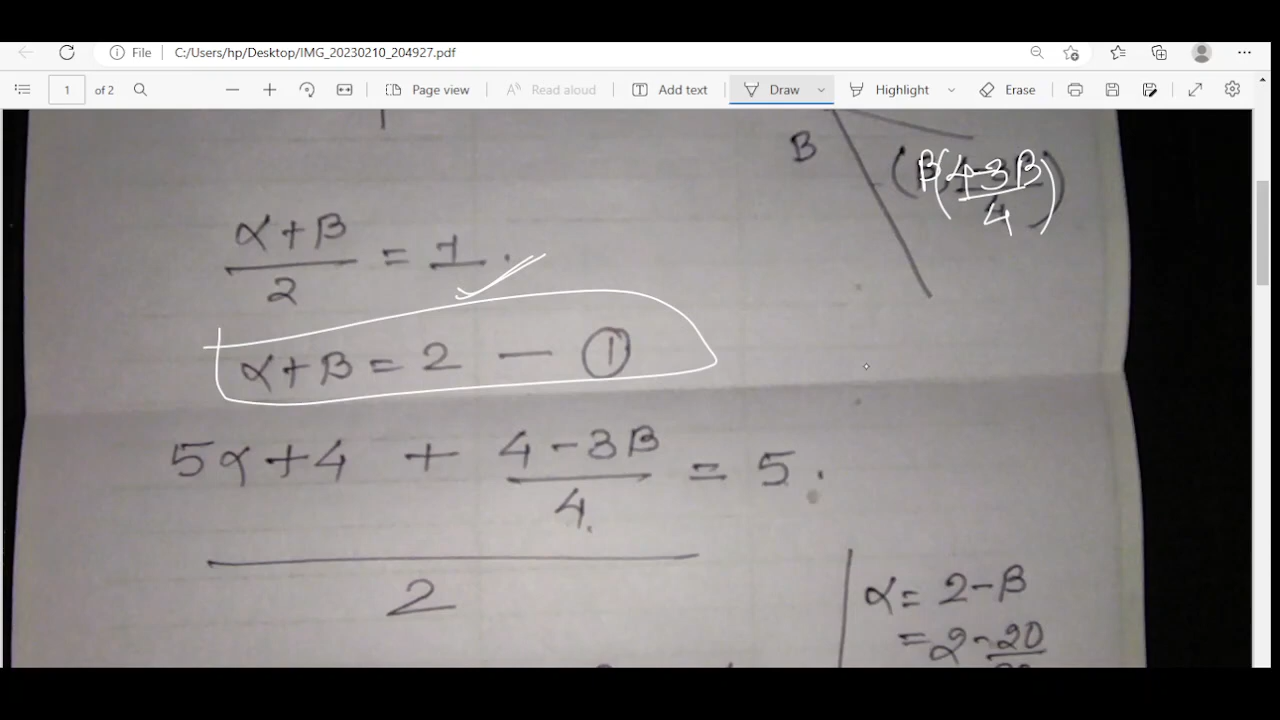 File C:/Users/hp/Desktop/IMG_20230210_204927.pdf
1 of 2 Page view Read aloud Add text Draw Highlight Erase
B
β(4-3β)/4
(α+β)/2 = 1.
α+β = 2 — ①
(5α+4 + (4-3β)/4)/2 = 5.
α = 2-β
= 2-20